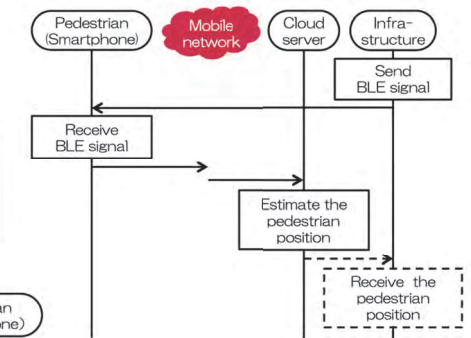 Pedestrian
(Smartphone)
Mobile
network
Cloud
server
Infra-
structure
Send
BLE signal
Receive
BLE signal
Estimate the
pedestrian
position
Receive the
pedestrian
position
an
one)